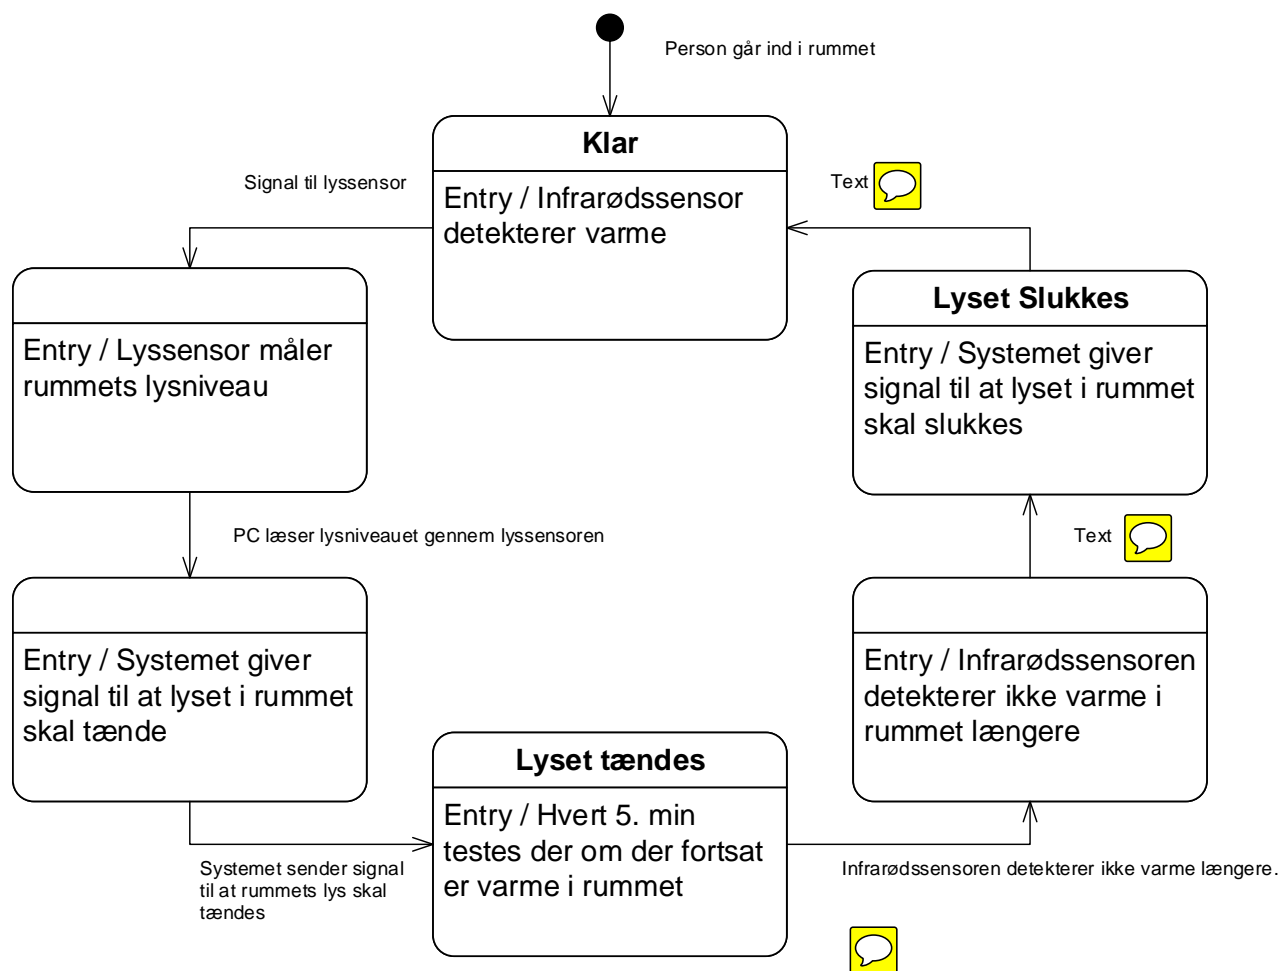 Person går ind i rummet
Klar
Entry / Infrarødssensor
detekterer varme
Signal til lyssensor
Text
Entry / Lyssensor måler
rummets lysniveau
Lyset Slukkes
Entry / Systemet giver
signal til at lyset i rummet
skal slukkes
PC læser lysniveauet gennem lyssensoren
Text
Entry / Systemet giver
signal til at lyset i rummet
skal tænde
Entry / Infrarødssensoren
detekterer ikke varme i
rummet længere
Lyset tændes
Entry / Hvert 5. min
testes der om der fortsat
er varme i rummet
Systemet sender signal
til at rummets lys skal
tændes
Infrarødssensoren detekterer ikke varme længere.